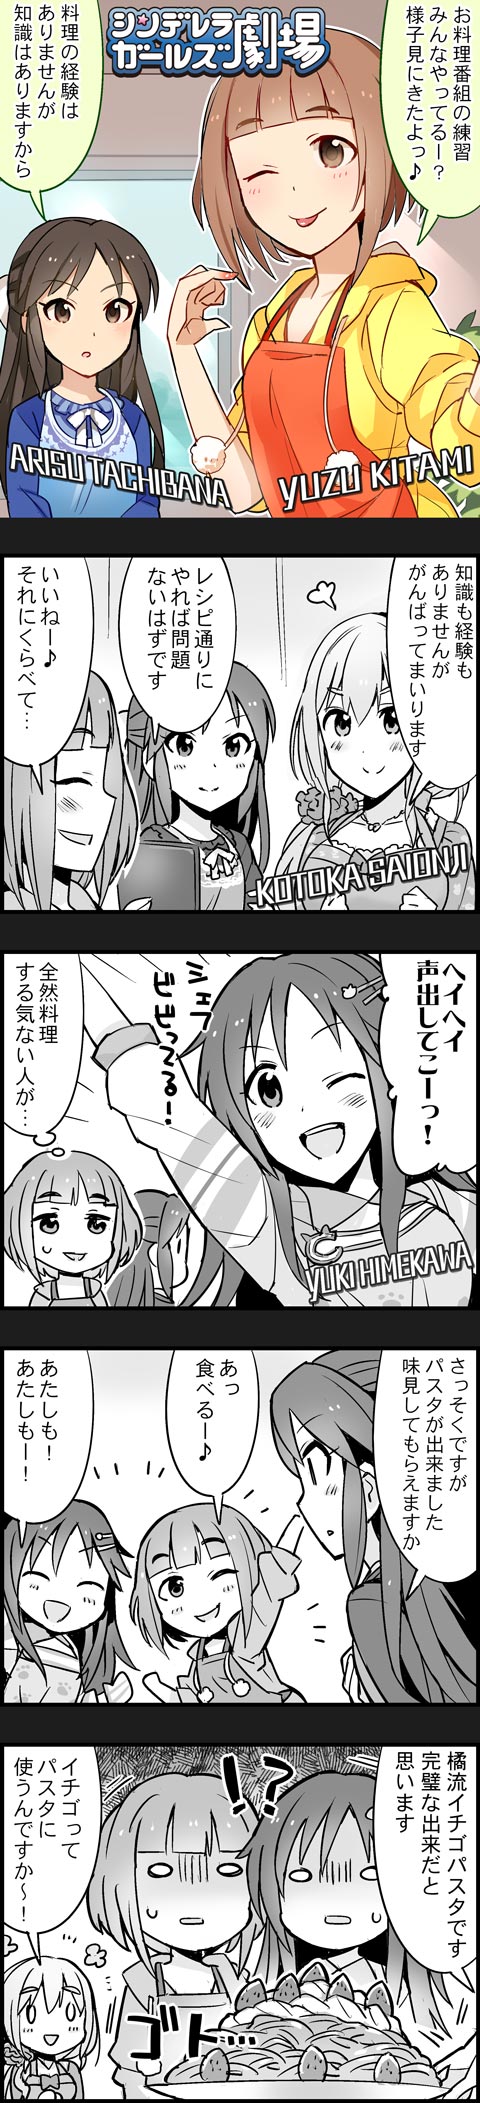 シンデレラ
ガールズ劇場
お料理番組の練習
みんなやってるー？
様子見にきたよっ♪
料理の経験は
ありませんが
知識はありますから
ARISU TACHIBANA
YUZU KITAMI
知識も経験も
ありませんが
がんばってまいります
レシピ通りに
やれば問題
ないはずです
いいねー♪
それにくらべて…
KOTOKA SAIONJI
ヘイヘイ
声出してこーっ！
シェフ
ビビってる！
全然料理
する気ない人が…
YUKI HIMEKAWA
さっそくですが
パスタが出来ました
味見してもらえますか
あっ
食べるー♪
あたしも！
あたしもー！
橘流イチゴパスタです
完璧な出来だと
思います
!?
イチゴって
パスタに
使うんですか～！
ゴト…